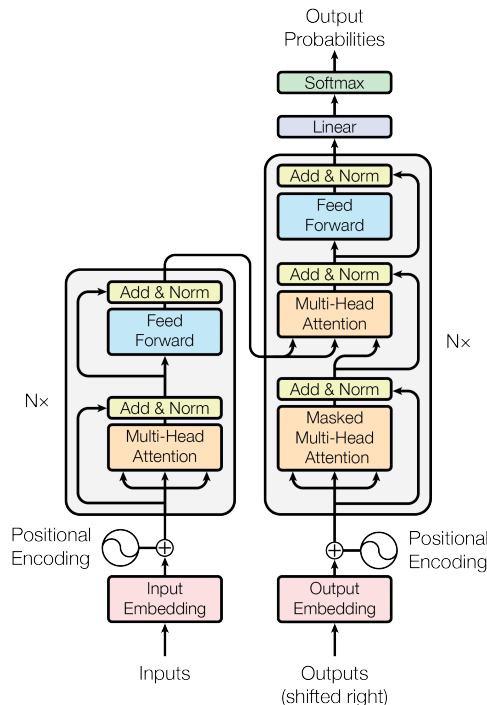 Output
Probabilities
Softmax
Linear
Add & Norm
Feed
Forward
Add & Norm
Multi-Head
Attention
Add & Norm
Masked
Multi-Head
Attention
Nx
Positional
Encoding
Output
Embedding
Outputs
(shifted right)
Add & Norm
Feed
Forward
Add & Norm
Multi-Head
Attention
Nx
Positional
Encoding
Input
Embedding
Inputs